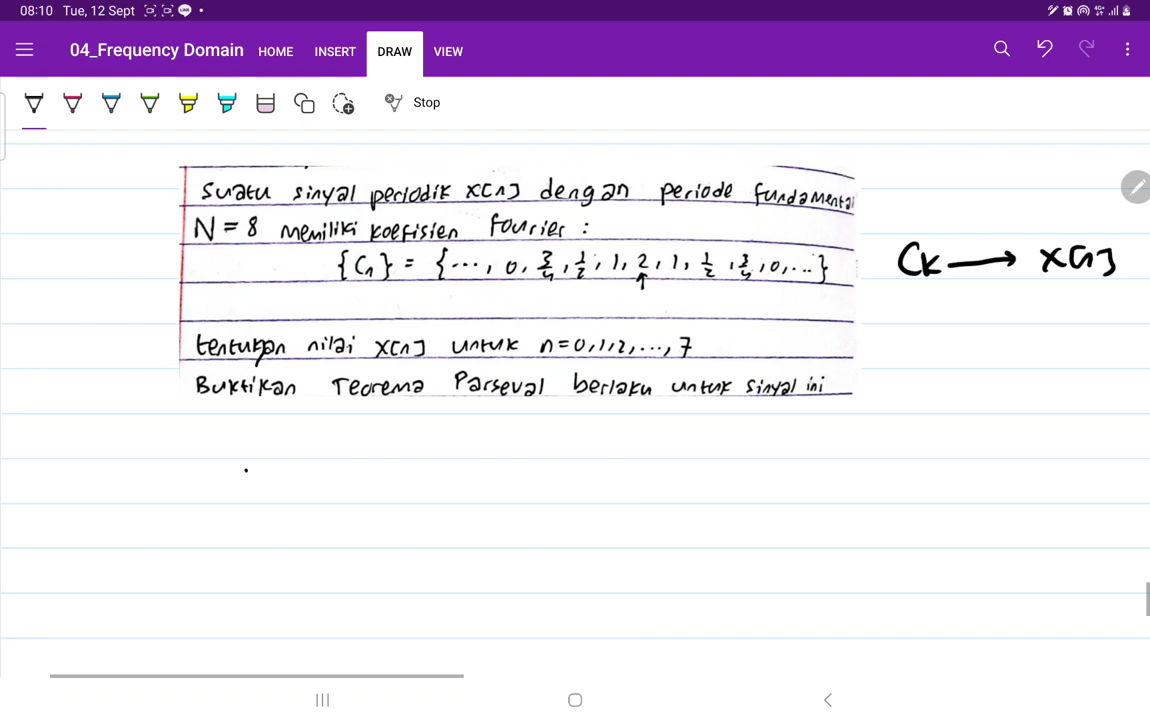 08:10 Tue, 12 Sept
04_Frequency Domain HOME INSERT DRAW VIEW
Stop
Suatu sinyal periodik x[n] dengan periode fundamental
N = 8 memiliki koefisien fourier :
{Cn} = {..., 0, 3/4, 1/2, 1, 2, 1, 1/2, 3/4, 0, ...}
↑
Ck → x[n]
tentukan nilai x[n] untuk n = 0,1,2,..., 7
Buktikan Teorema Parseval berlaku untuk sinyal ini